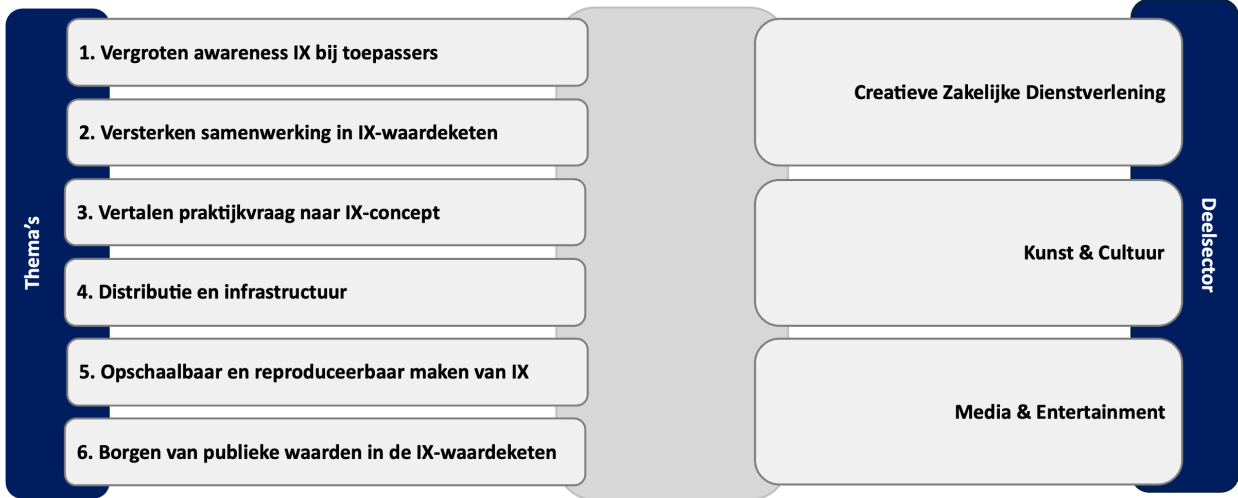 Thema’s
1. Vergroten awareness IX bij toepassers
2. Versterken samenwerking in IX-waardeketen
3. Vertalen praktijkvraag naar IX-concept
4. Distributie en infrastructuur
5. Opschaalbaar en reproduceerbaar maken van IX
6. Borgen van publieke waarden in de IX-waardeketen
Creatieve Zakelijke Dienstverlening
Kunst & Cultuur
Media & Entertainment
Deelsector